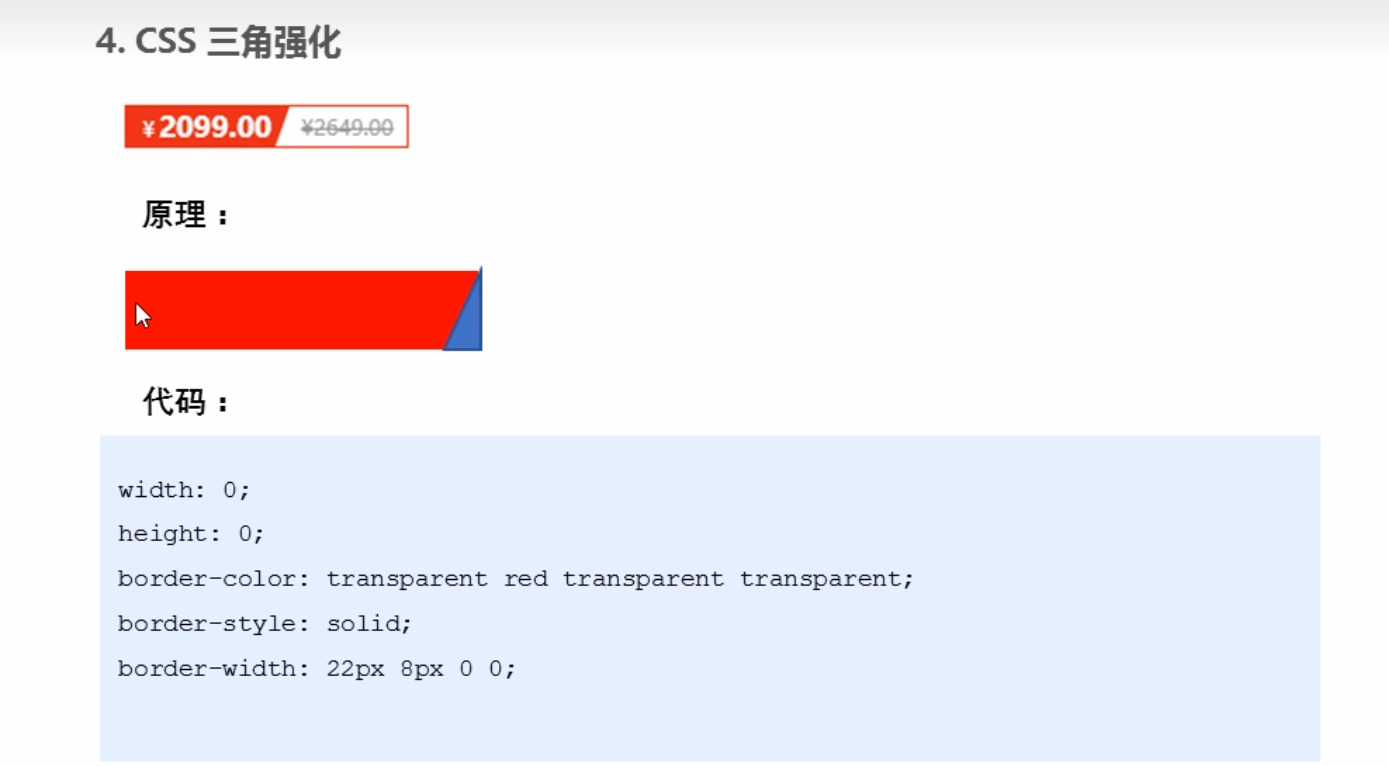 4. CSS 三角强化
¥2099.00 ¥2649.00
原理：
代码：
width: 0;
height: 0;
border-color: transparent red transparent transparent;
border-style: solid;
border-width: 22px 8px 0 0;